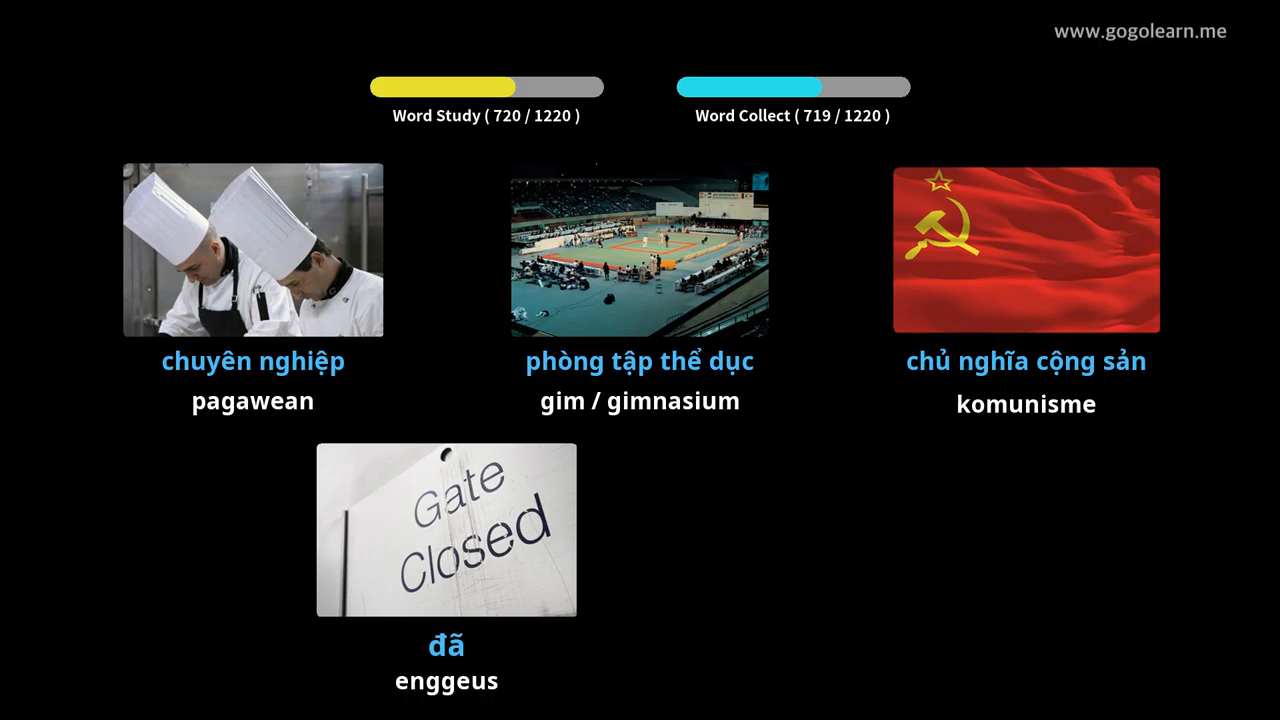 www.gogolearn.me
Word Study ( 720 / 1220 )
Word Collect ( 719 / 1220 )
chuyên nghiệp
pagawean
phòng tập thể dục
gim / gimnasium
chủ nghĩa cộng sản
komunisme
Gate
Closed
đã
enggeus